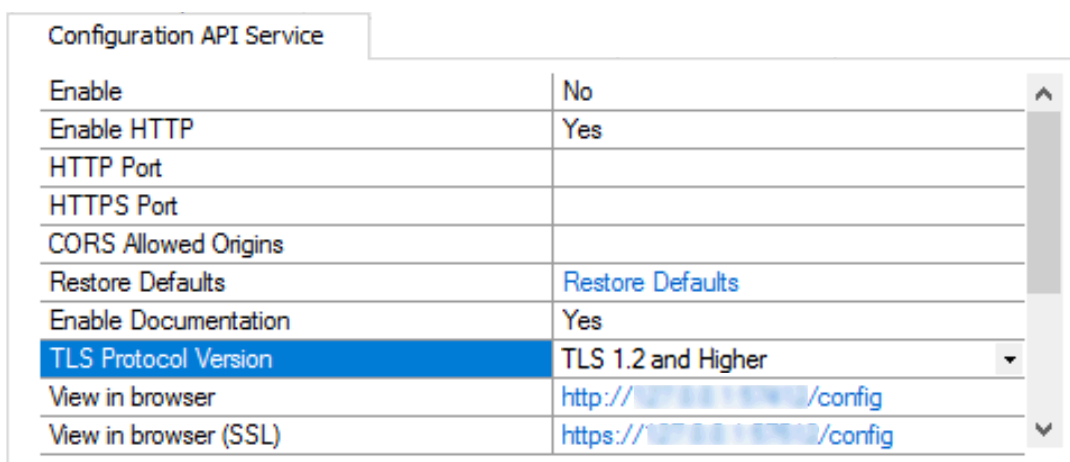 Configuration API Service
Enable No
Enable HTTP Yes
HTTP Port
HTTPS Port
CORS Allowed Origins
Restore Defaults Restore Defaults
Enable Documentation Yes
TLS Protocol Version TLS 1.2 and Higher
View in browser http:// /config
View in browser (SSL) https:// /config